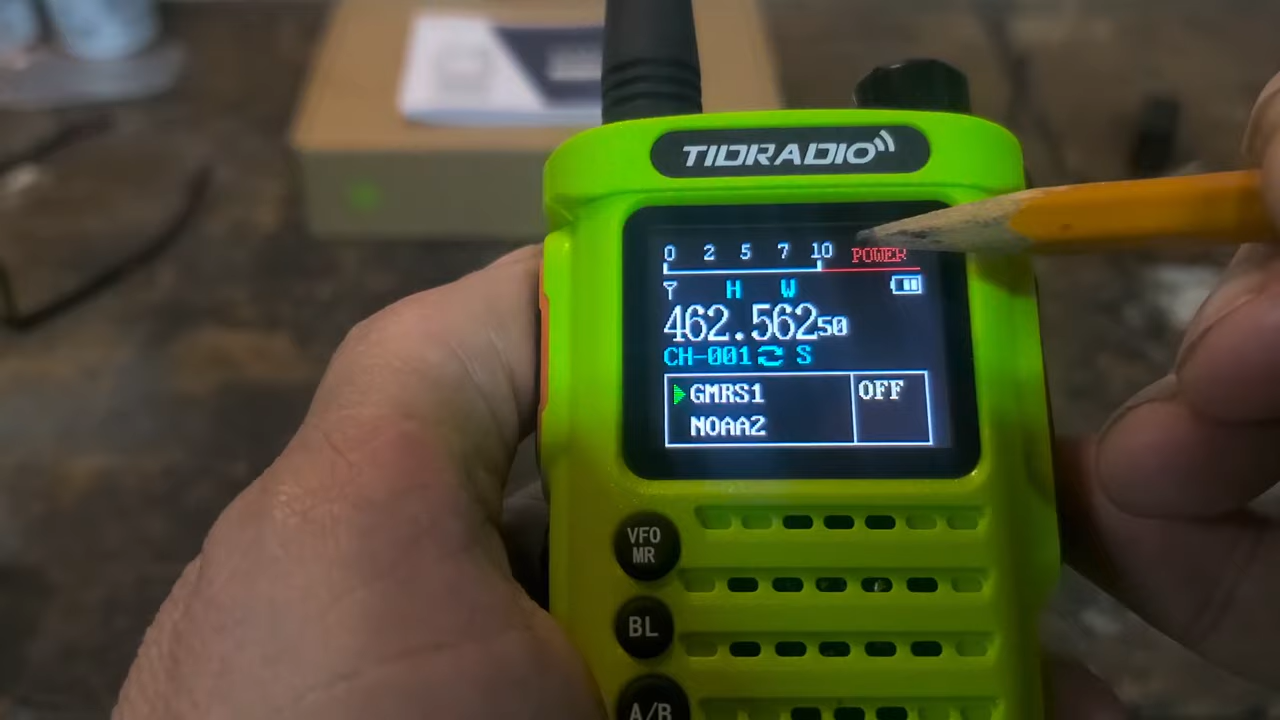 TIDRADIO
0 2 5 7 10 POWER
H W
462.56250
CH-001 S
GMRS1 OFF
NOAA2
VFO
MR
BL
A/B